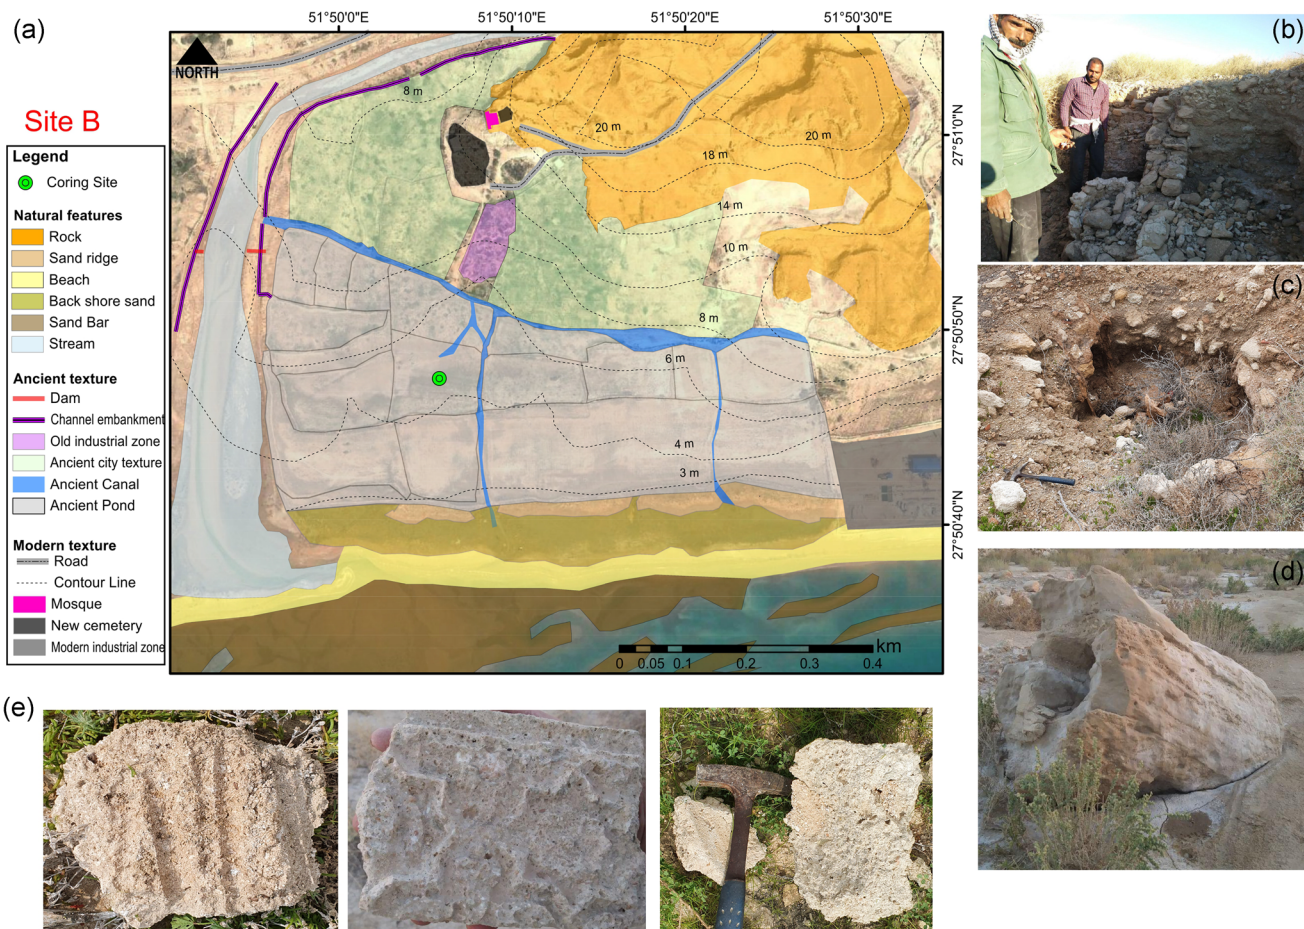 (a)
51°50'0"E
51°50'10"E
51°50'20"E
51°50'30"E
NORTH
8 m
20 m
20 m
18 m
14 m
10 m
8 m
6 m
4 m
3 m
27°51'0"N
27°50'50"N
27°50'40"N
km
0 0.05 0.1 0.2 0.3 0.4
Site B
Legend
Coring Site
Natural features
Rock
Sand ridge
Beach
Back shore sand
Sand Bar
Stream
Ancient texture
Dam
Channel embankment
Old industrial zone
Ancient city texture
Ancient Canal
Ancient Pond
Modern texture
Road
Contour Line
Mosque
New cemetery
Modern industrial zone
(b)
(c)
(d)
(e)